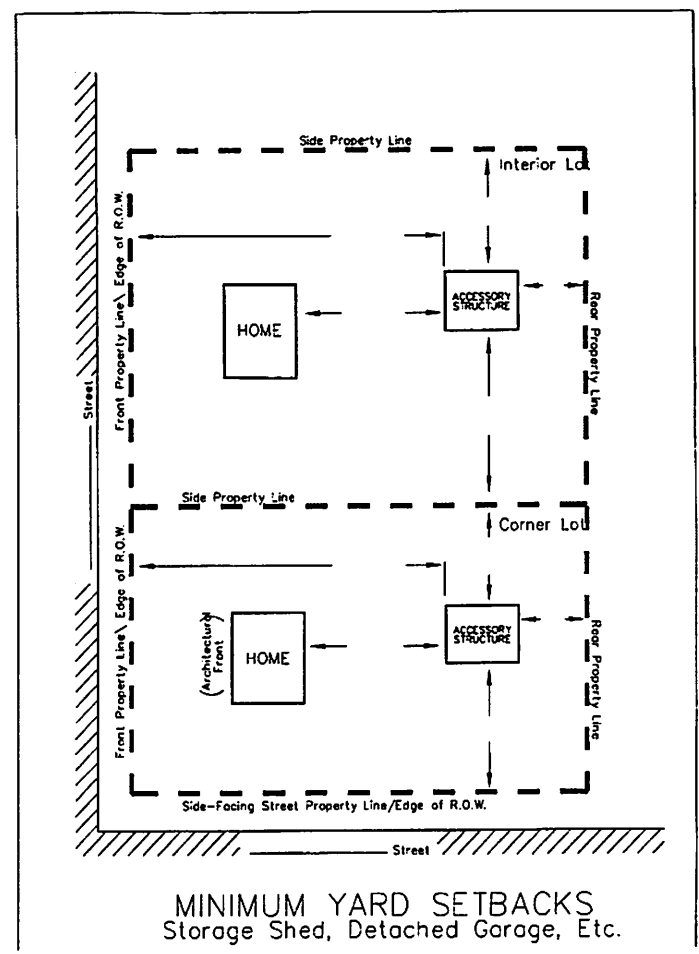 Side Property Line
Interior Lot
Front Property Line\ Edge of R.O.W.
HOME
ACCESSORY
STRUCTURE
Rear Property Line
Street
Side Property Line
Corner Lot
Front Property Line\ Edge of R.O.W.
(Architectural
Front)
HOME
ACCESSORY
STRUCTURE
Rear Property Line
Side-Facing Street Property Line/Edge of R.O.W.
Street
MINIMUM YARD SETBACKS
Storage Shed, Detached Garage, Etc.